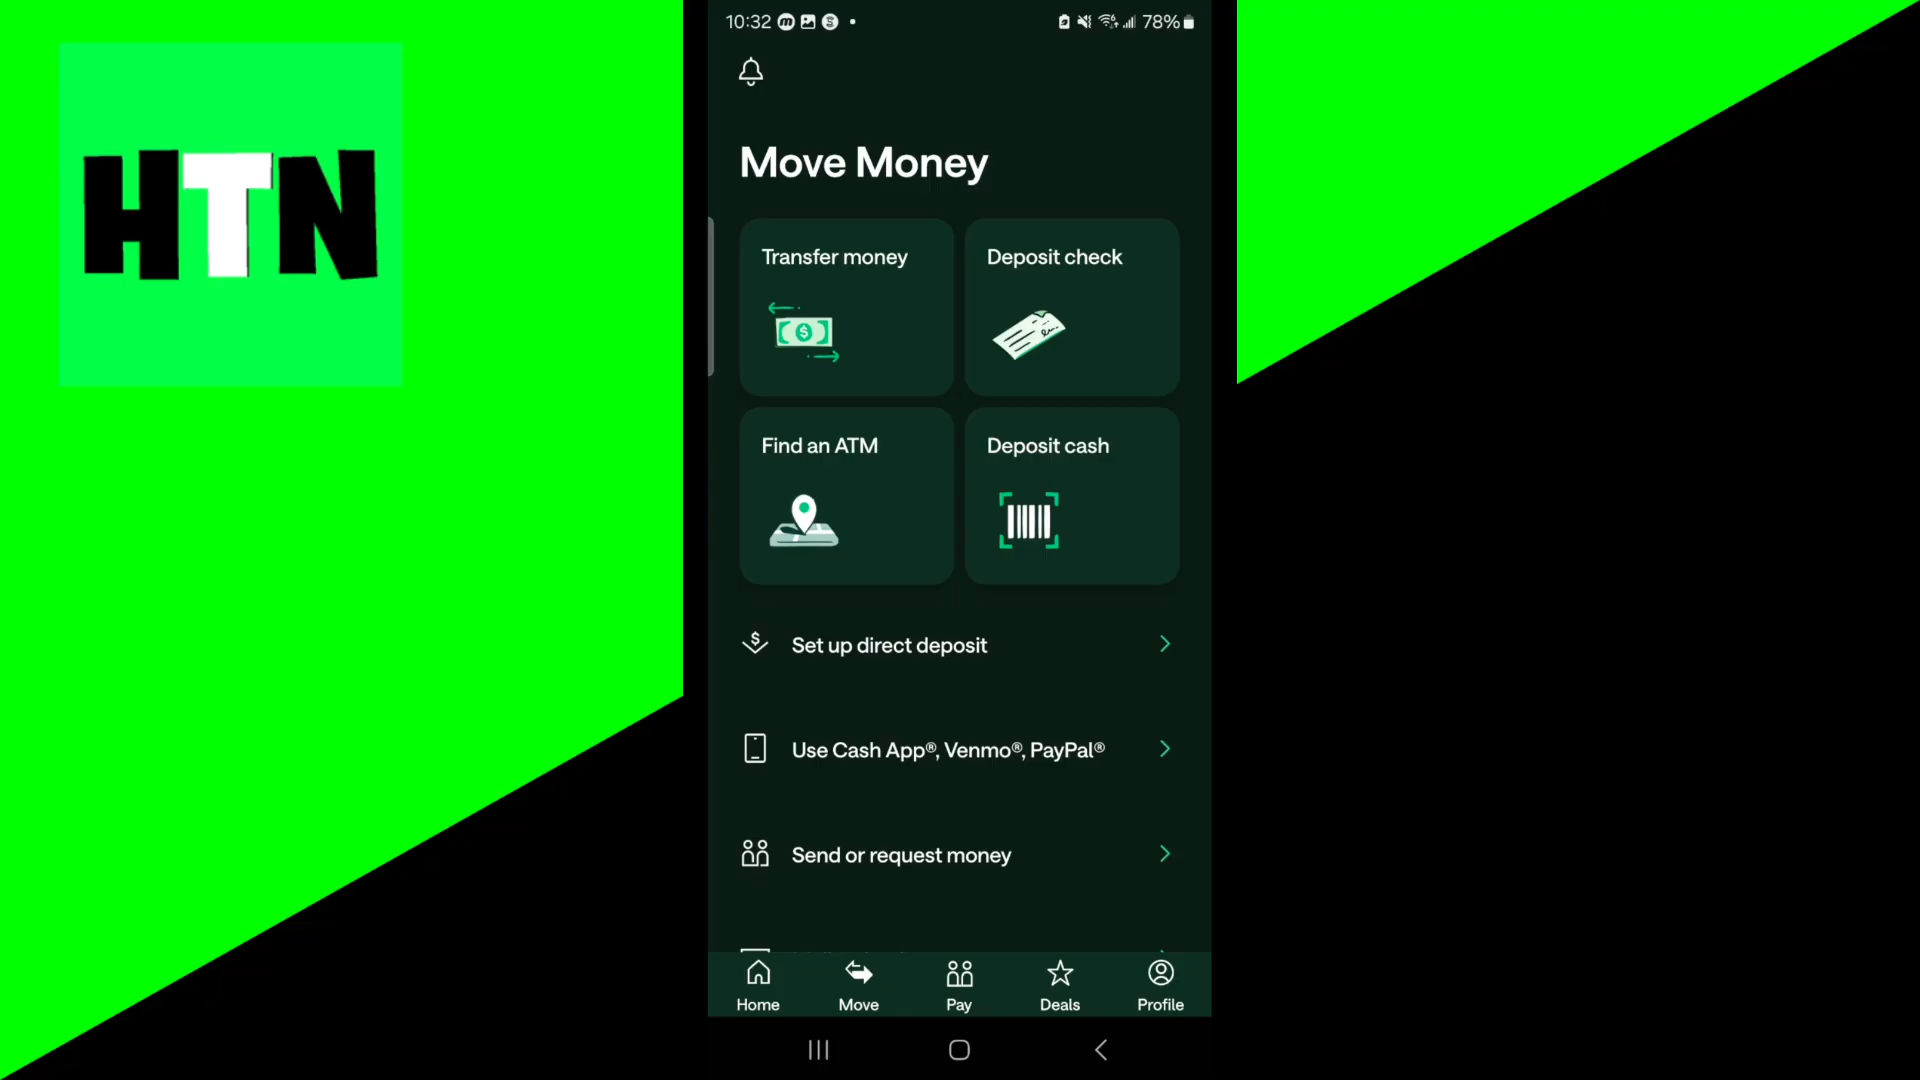 HTN
10:32
78%
Move Money
Transfer money
Deposit check
Find an ATM
Deposit cash
Set up direct deposit
Use Cash App®, Venmo®, PayPal®
Send or request money
Home
Move
Pay
Deals
Profile